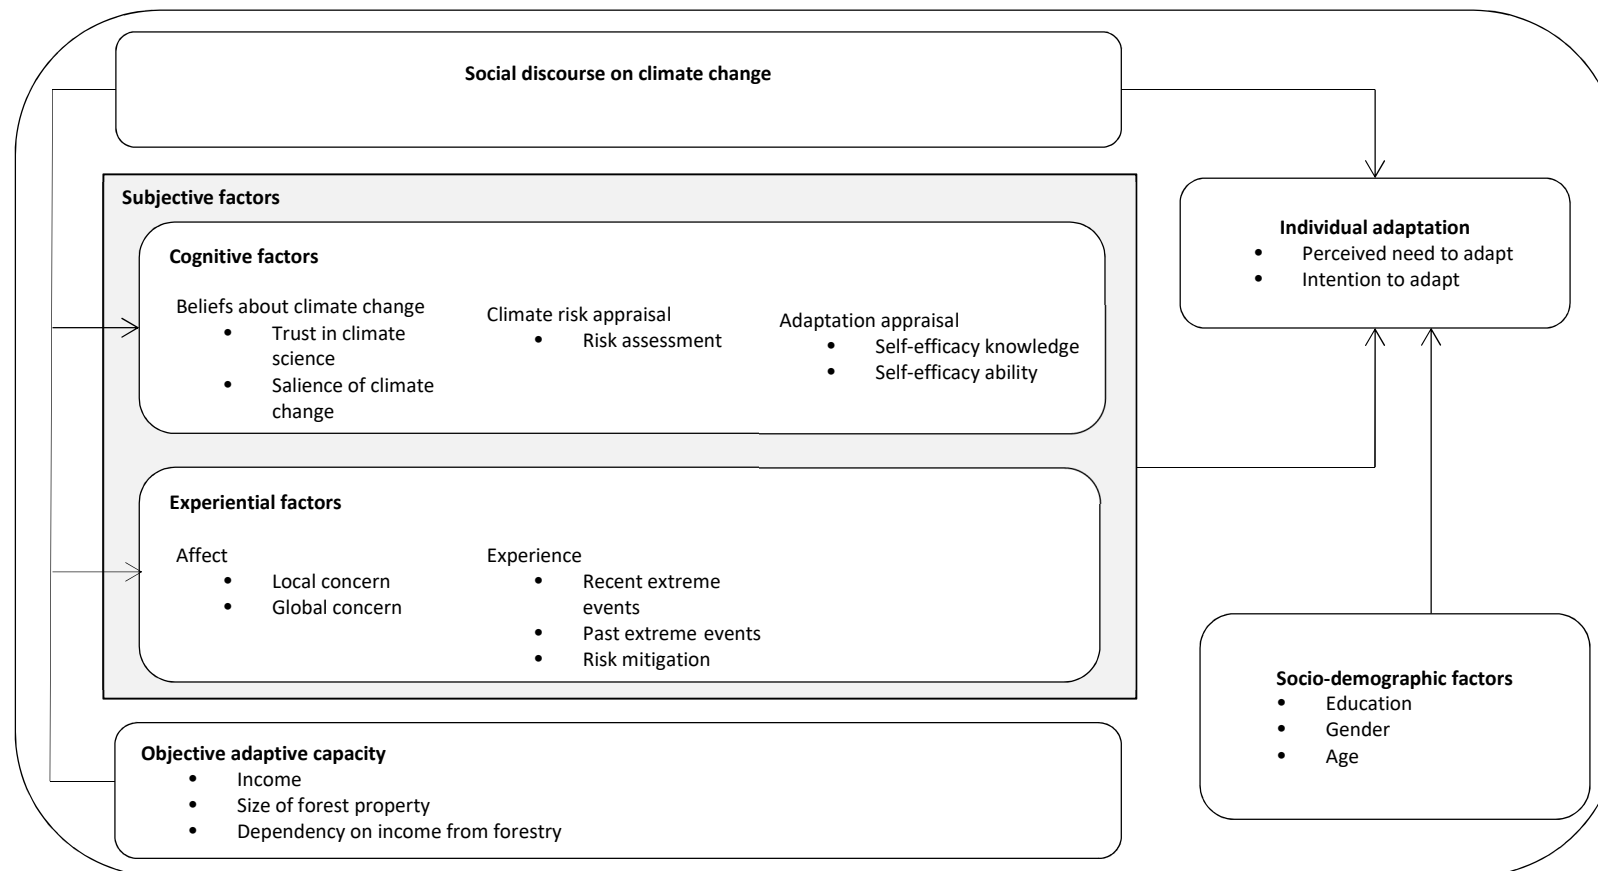 Social discourse on climate change
Subjective factors
Cognitive factors
Beliefs about climate change
• Trust in climate
science
• Salience of climate
change
Climate risk appraisal
• Risk assessment
Adaptation appraisal
• Self-efficacy knowledge
• Self-efficacy ability
Experiential factors
Affect
• Local concern
• Global concern
Experience
• Recent extreme
events
• Past extreme events
• Risk mitigation
Objective adaptive capacity
• Income
• Size of forest property
• Dependency on income from forestry
Individual adaptation
• Perceived need to adapt
• Intention to adapt
Socio-demographic factors
• Education
• Gender
• Age